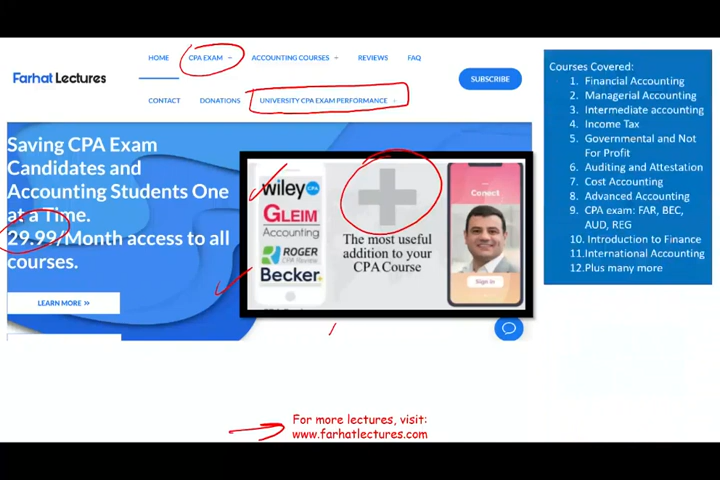 HOME
CPA EXAM
ACCOUNTING COURSES
REVIEWS
FAQ
Farhat Lectures
SUBSCRIBE
CONTACT
DONATIONS
UNIVERSITY CPA EXAM PERFORMANCE
Saving CPA Exam
Candidates and
Accounting Students One
at a Time.
29.99/Month access to all
courses.
LEARN MORE
wiley CPA
GLEIM
Accounting
ROGER
CPA Review
Becker.
The most useful
addition to your
CPA Course
Conect
Sign in
Courses Covered:
1. Financial Accounting
2. Managerial Accounting
3. Intermediate accounting
4. Income Tax
5. Governmental and Not
For Profit
6. Auditing and Attestation
7. Cost Accounting
8. Advanced Accounting
9. CPA exam: FAR, BEC,
AUD, REG
10. Introduction to Finance
11.International Accounting
12.Plus many more
For more lectures, visit:
www.farhatlectures.com